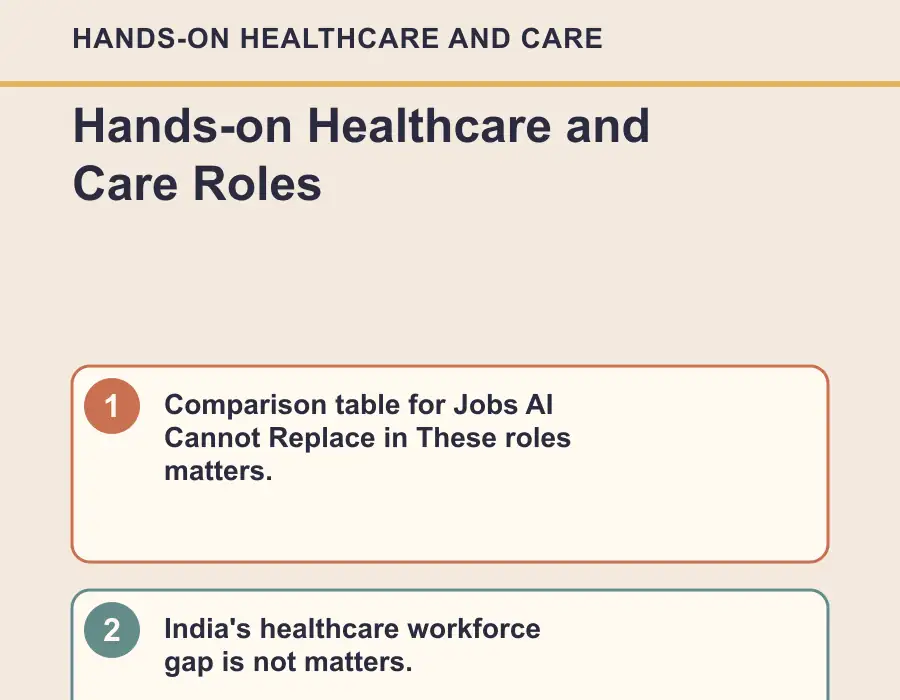 HANDS-ON HEALTHCARE AND CARE
Hands-on Healthcare and
Care Roles
1
Comparison table for Jobs AI
Cannot Replace in These roles
matters.
2
India's healthcare workforce
gap is not matters.